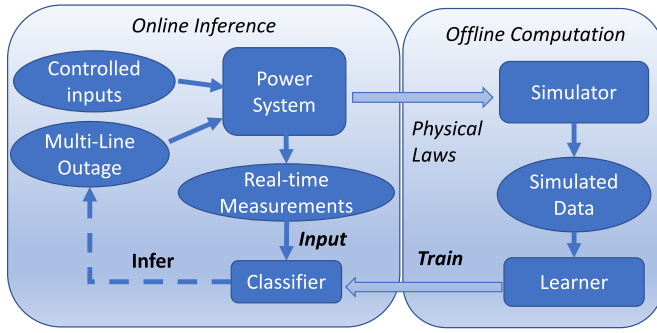 Online Inference
Controlled
inputs
Power
System
Multi-Line
Outage
Real-time
Measurements
Input
Infer
Classifier
Offline Computation
Simulator
Physical
Laws
Simulated
Data
Train
Learner